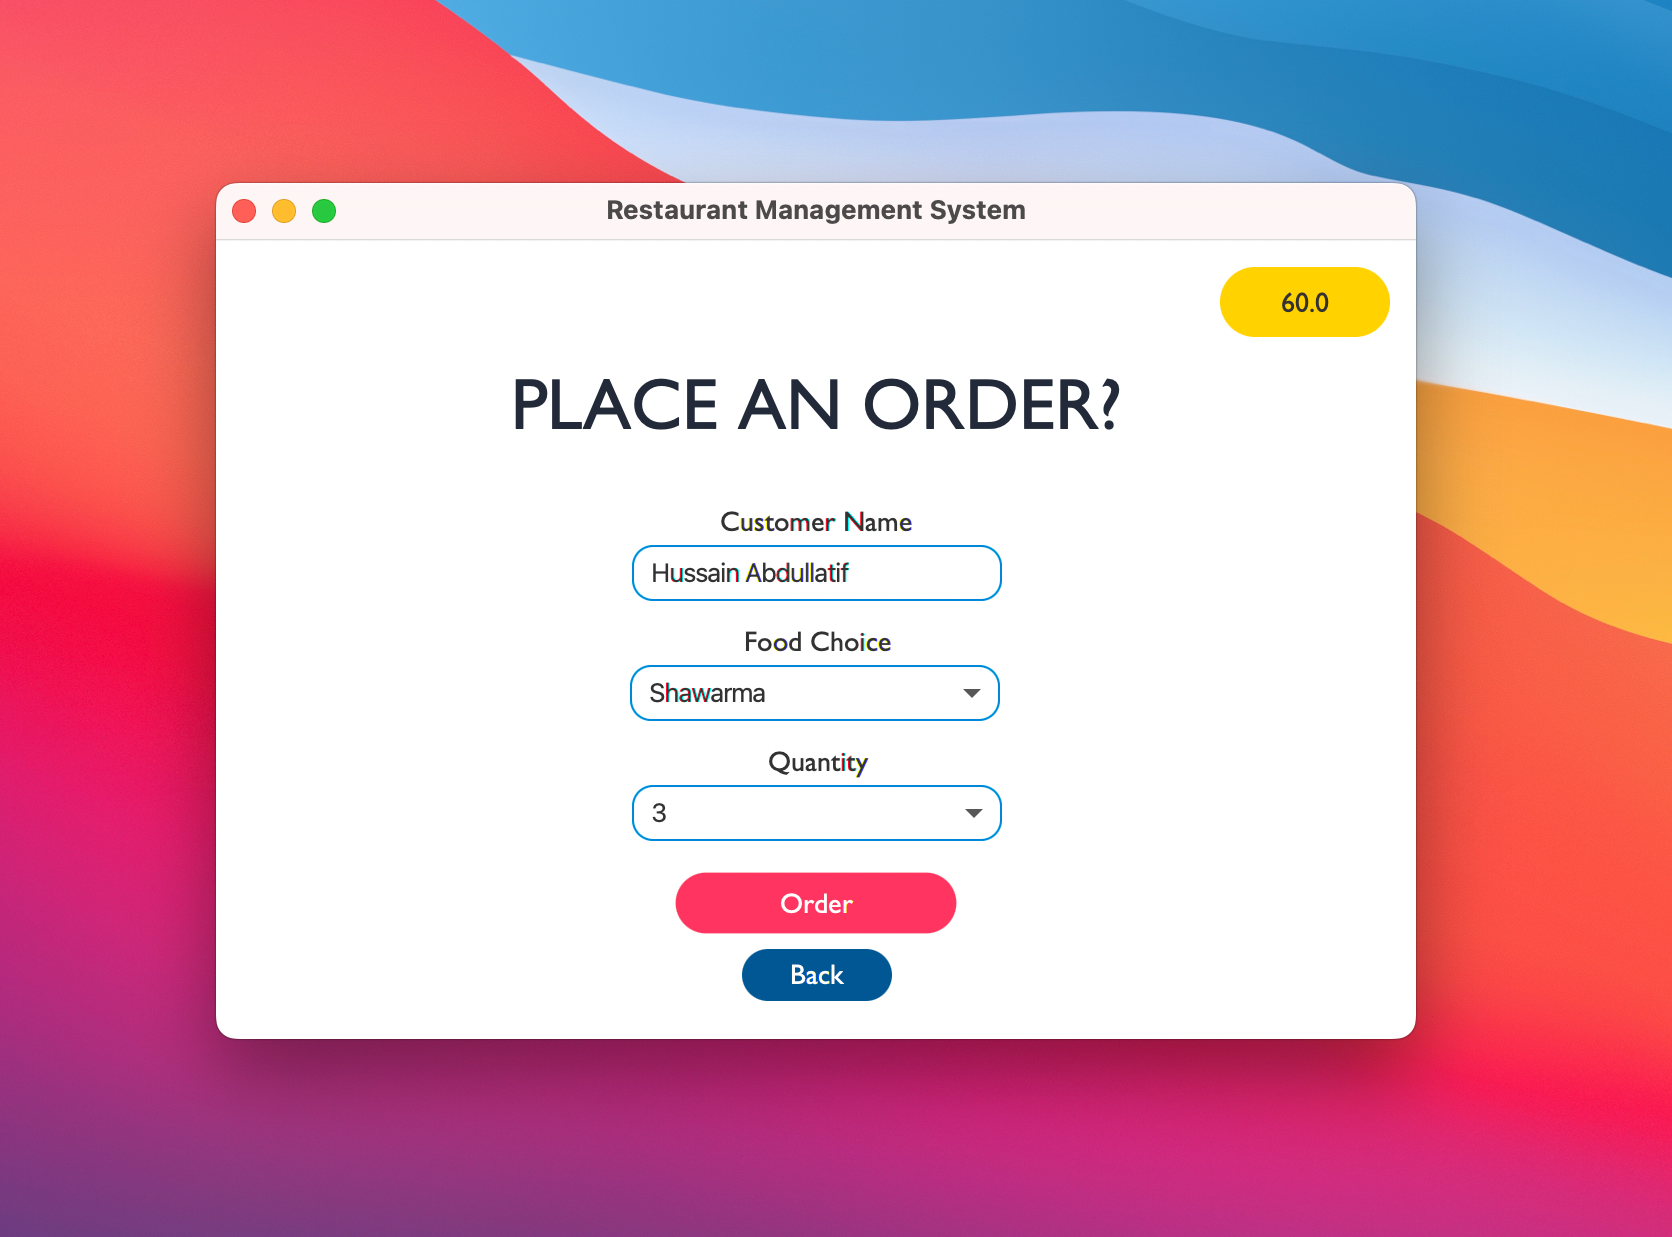 Restaurant Management System
60.0
PLACE AN ORDER?
Customer Name
Hussain Abdullatif
Food Choice
Shawarma
Quantity
3
Order
Back